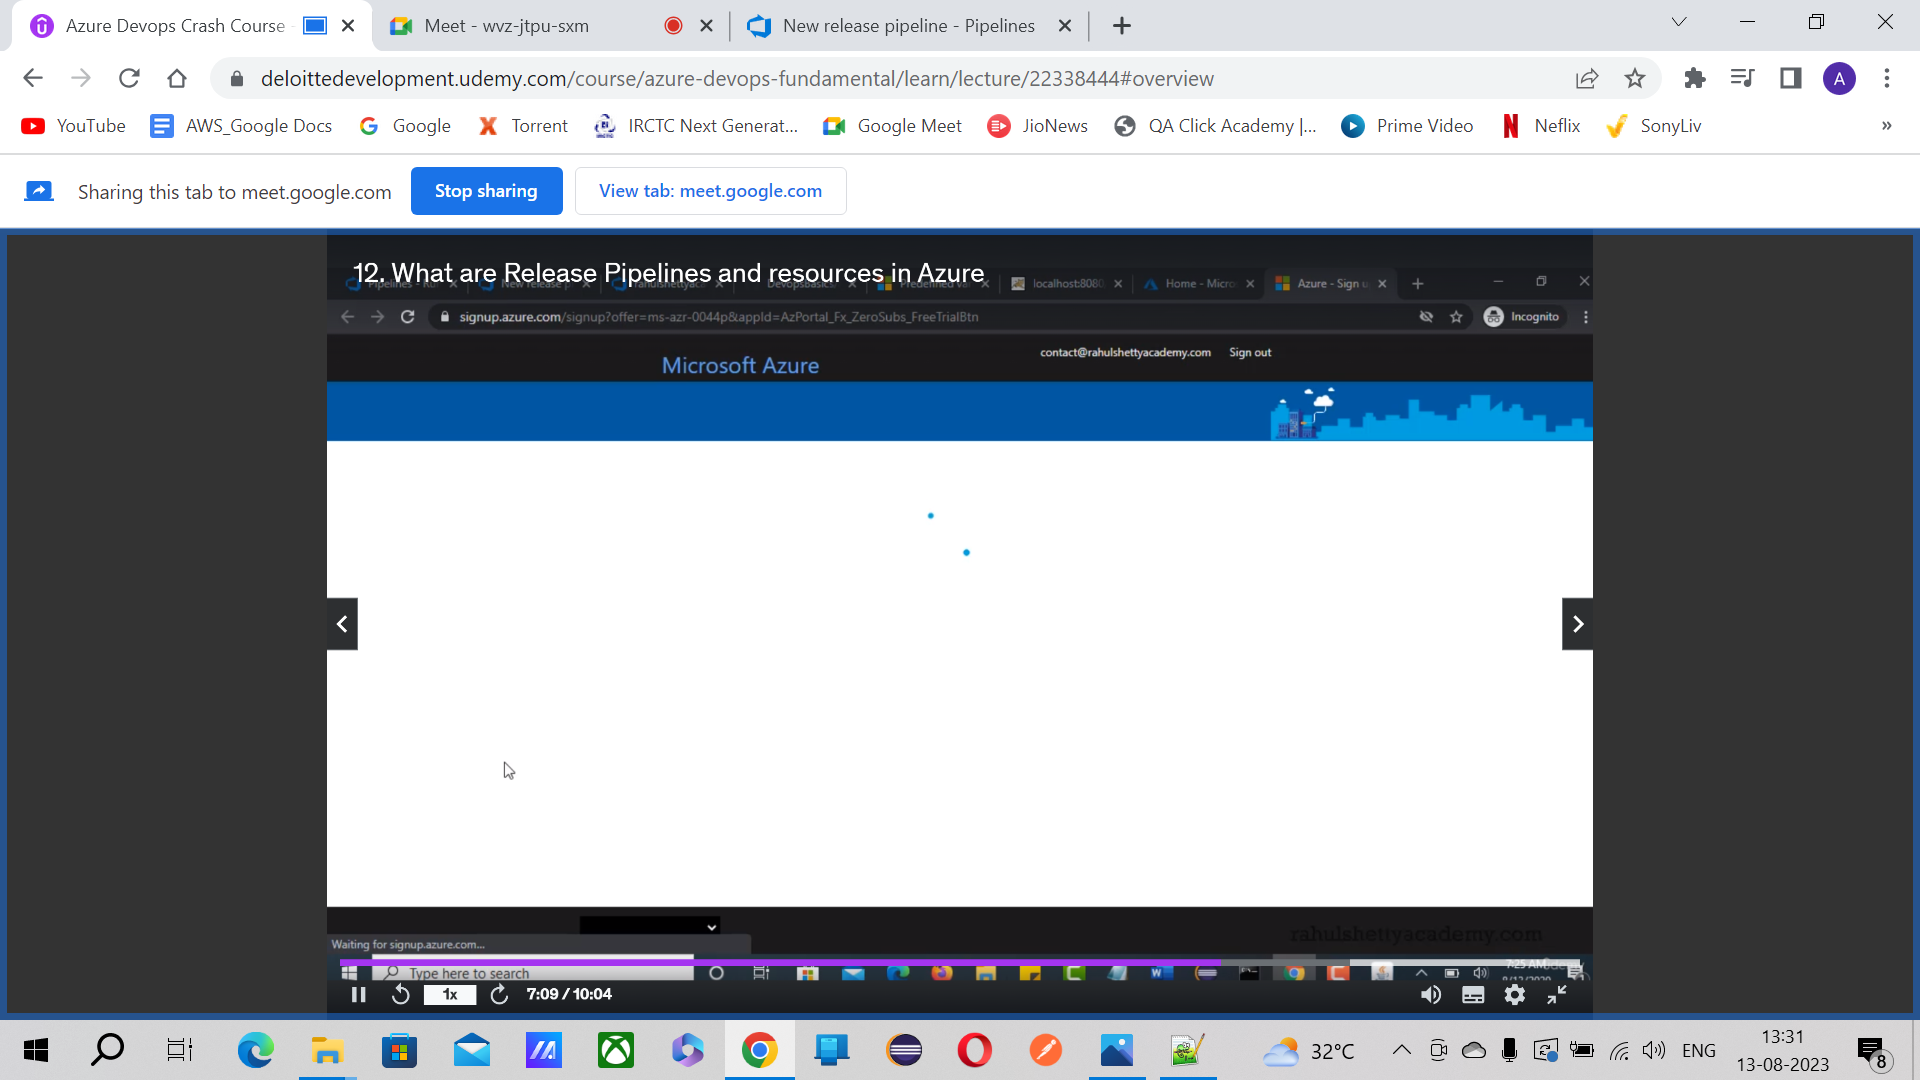 Azure Devops Crash Course
Meet - wvz-jtpu-sxm
New release pipeline - Pipelines
deloittedevelopment.udemy.com/course/azure-devops-fundamental/learn/lecture/22338444#overview
A
YouTube
AWS_Google Docs
Google
Torrent
IRCTC Next Generat...
Google Meet
JioNews
QA Click Academy |...
Prime Video
Neflix
SonyLiv
»
Sharing this tab to meet.google.com
Stop sharing
View tab: meet.google.com
12. What are Release Pipelines and resources in Azure
localhost:8080
Home - Micro
Azure - Sign u
signup.azure.com/signup?offer=ms-azr-0044p&appId=AzPortal_Fx_ZeroSubs_FreeTrialBtn
Incognito
Microsoft Azure
contact@rahulshettyacademy.com
Sign out
rahulshettyacademy.com
Waiting for signup.azure.com...
Type here to search
7:25 AM
1x
7:09 / 10:04
32°C
ENG
13:31
13-08-2023
8